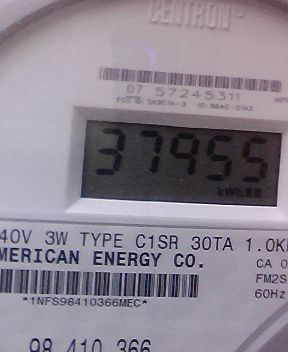 CENTRON®
07 57245311
37955
kWh
40V 3W TYPE C1SR 30TA 1.0K
MERICAN ENERGY CO.
CA 0
FM2S
60Hz
*1NFS98410366MEC*
98 410 366